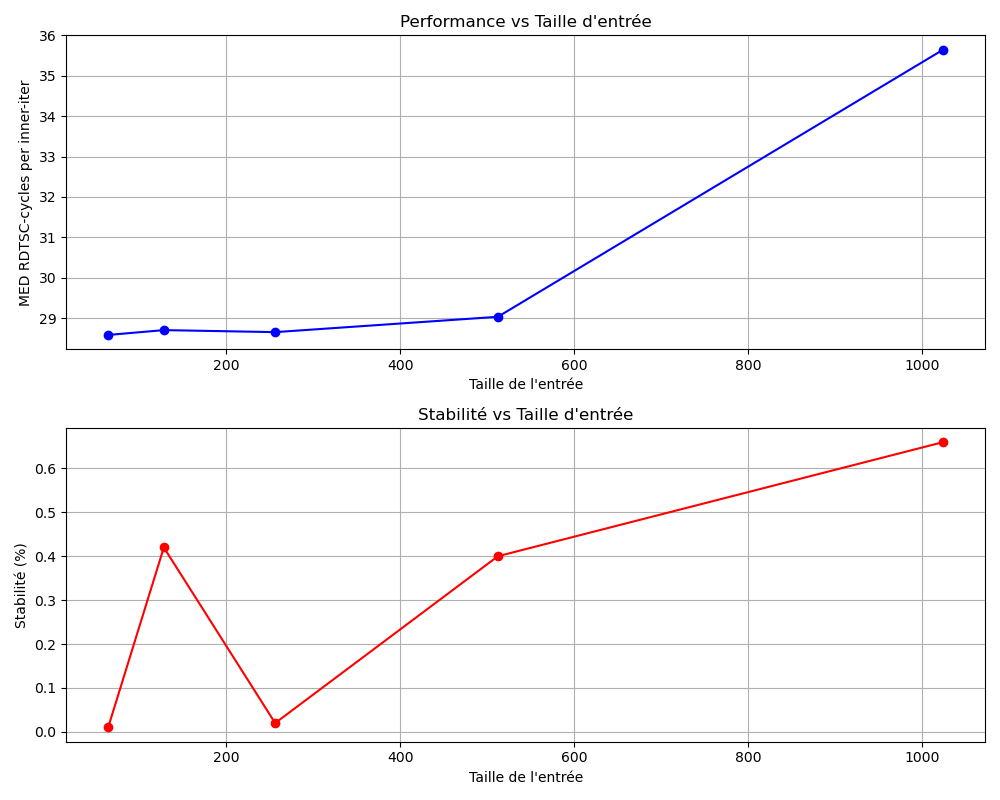 Performance vs Taille d'entrée
MED RDTSC-cycles per inner-iter
36
35
34
33
32
31
30
29
200 400 600 800 1000
Taille de l'entrée
Stabilité vs Taille d'entrée
Stabilité (%)
0.6
0.5
0.4
0.3
0.2
0.1
0.0
200 400 600 800 1000
Taille de l'entrée